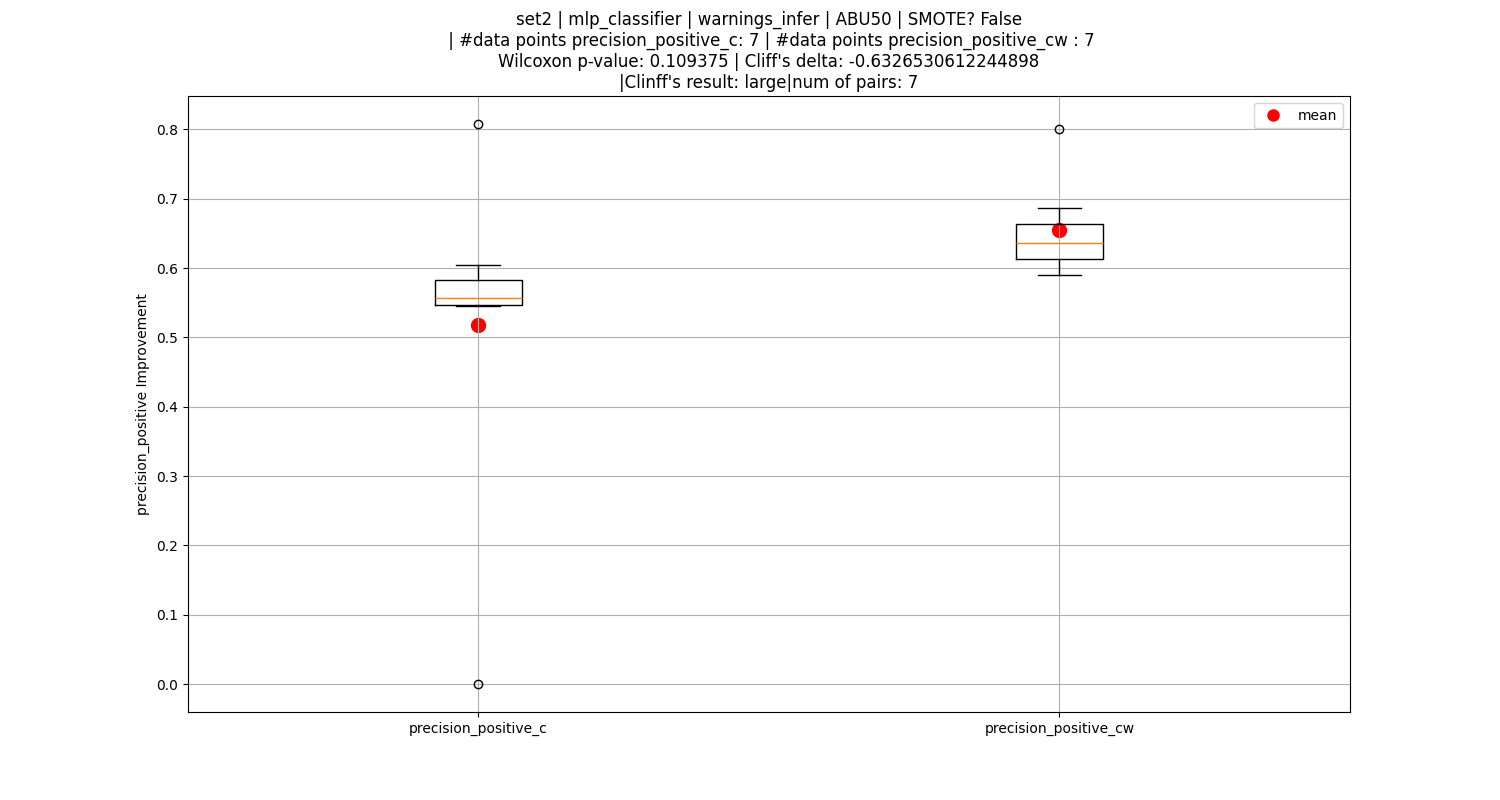 set2 | mlp_classifier | warnings_infer | ABU50 | SMOTE? False
| #data points precision_positive_c: 7 | #data points precision_positive_cw : 7
Wilcoxon p-value: 0.109375 | Cliff's delta: -0.6326530612244898
|Clinff's result: large|num of pairs: 7
mean
0.8
0.7
0.6
0.5
0.4
0.3
0.2
0.1
0.0
precision_positive Improvement
precision_positive_c
precision_positive_cw